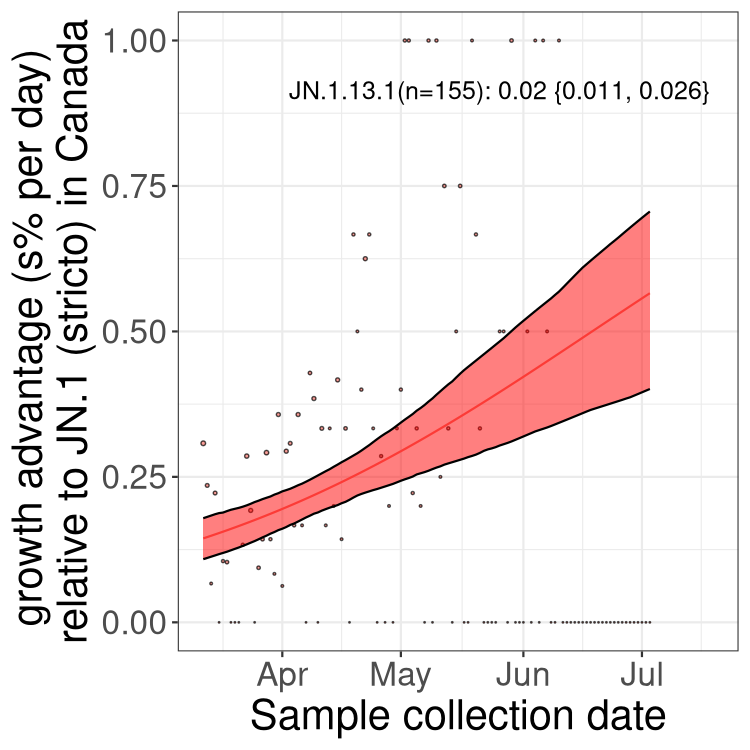 growth advantage (s% per day)
relative to JN.1 (stricto) in Canada
1.00
0.75
0.50
0.25
0.00
JN.1.13.1(n=155): 0.02 {0.011, 0.026}
Apr May Jun Jul
Sample collection date